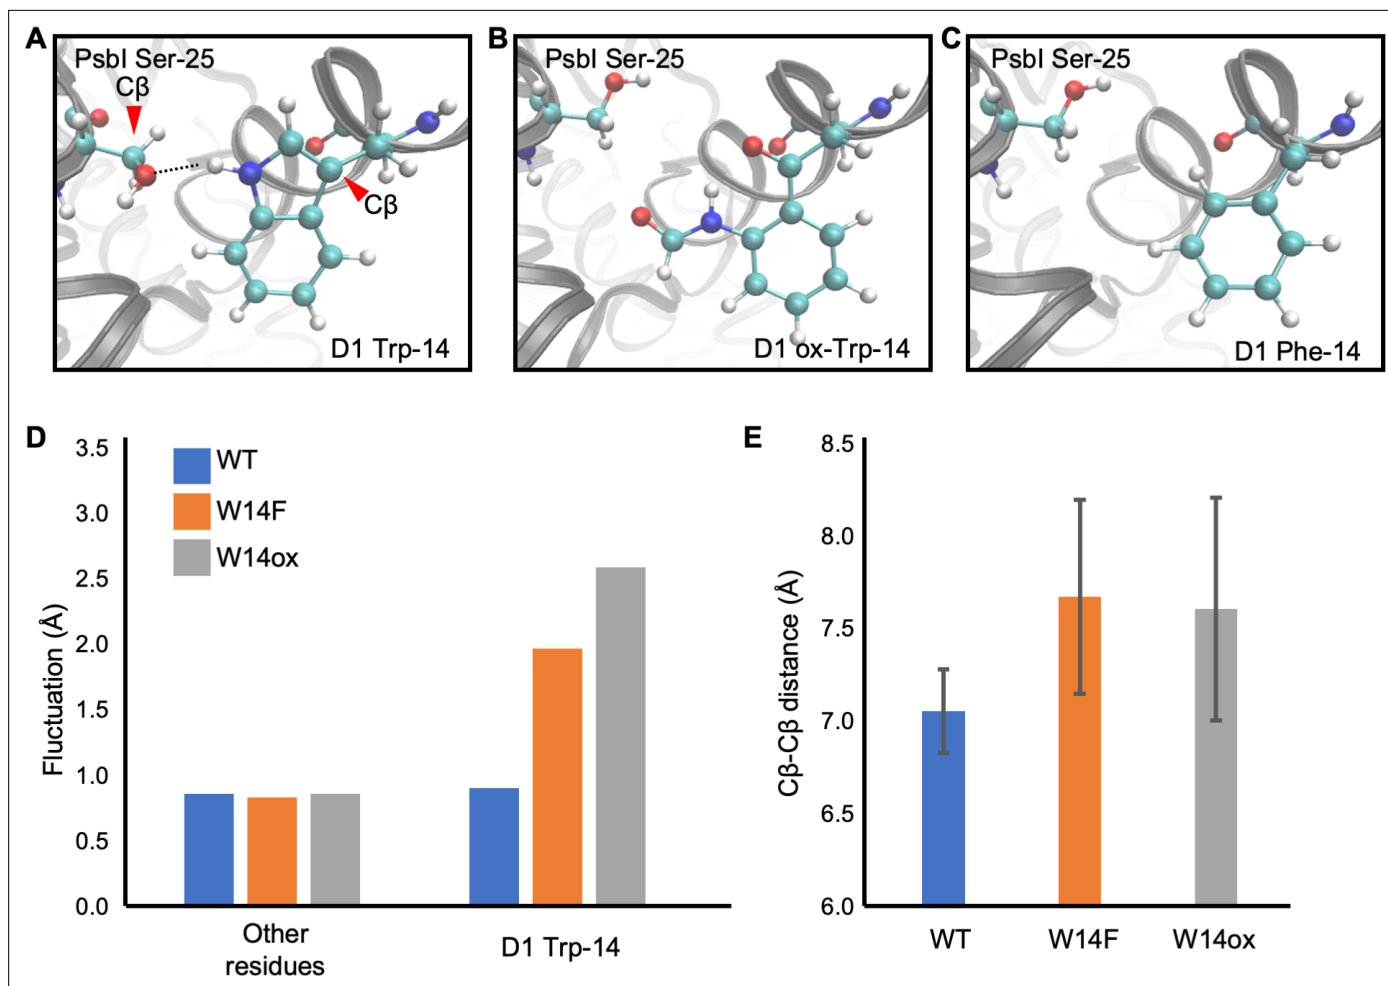 A
PsbI Ser-25
Cβ
Cβ
D1 Trp-14
B
PsbI Ser-25
D1 ox-Trp-14
C
PsbI Ser-25
D1 Phe-14
D
Fluctuation (Å)
3.5
3.0
2.5
2.0
1.5
1.0
0.5
0.0
WT
W14F
W14ox
Other
residues
D1 Trp-14
E
Cβ-Cβ distance (Å)
8.5
8.0
7.5
7.0
6.5
6.0
WT
W14F
W14ox